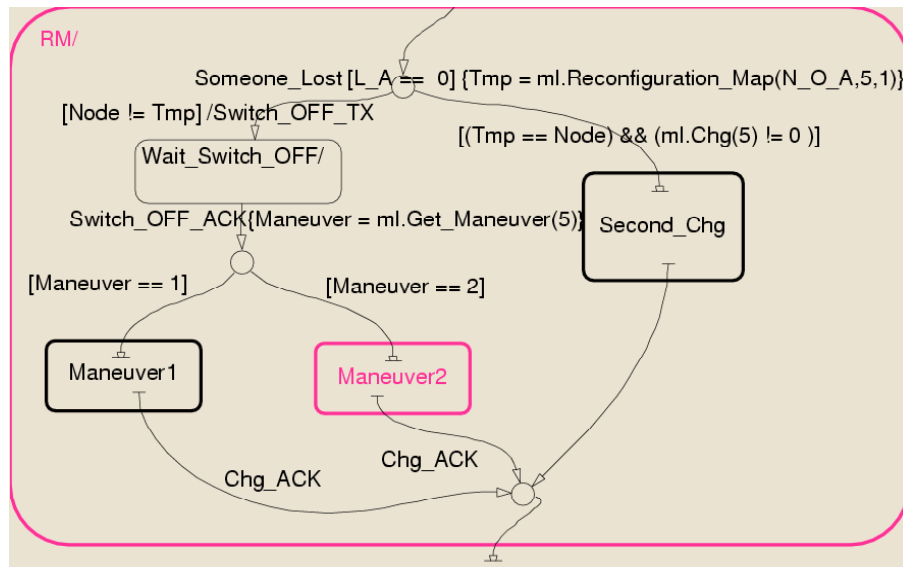 RM/
Someone_Lost [L_A == 0] {Tmp = ml.Reconfiguration_Map(N_O_A,5,1)}
[Node != Tmp] /Switch_OFF_TX
[(Tmp == Node) && (ml.Chg(5) != 0 )]
Wait_Switch_OFF/
Switch_OFF_ACK{Maneuver = ml.Get_Maneuver(5)}
Second_Chg
[Maneuver == 1]
[Maneuver == 2]
Maneuver1
Maneuver2
Chg_ACK
Chg_ACK